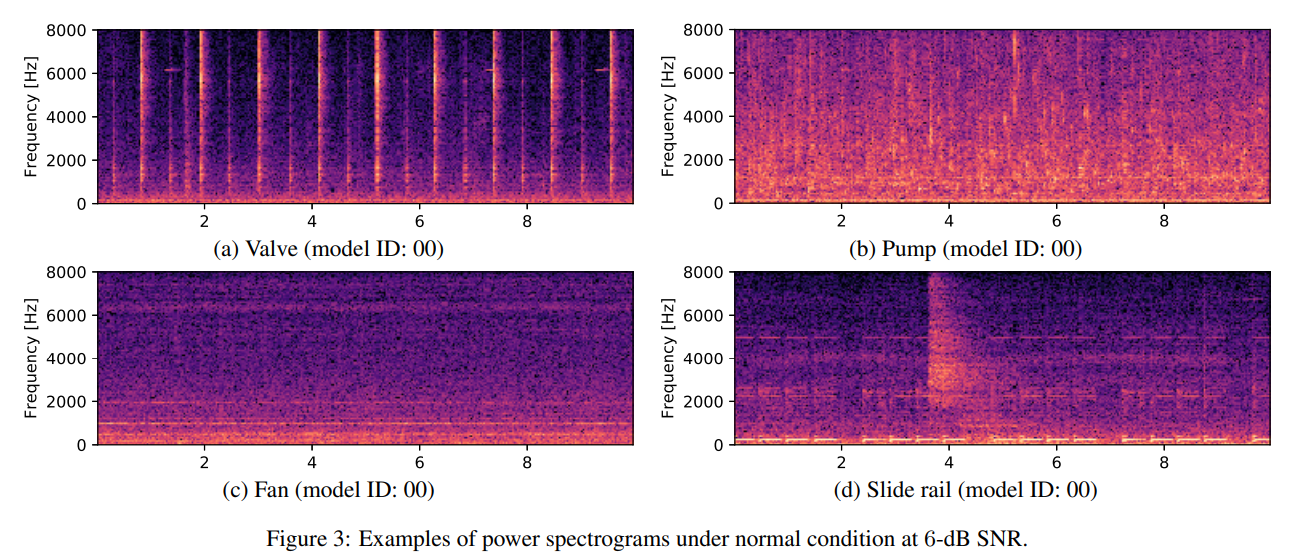 8000
6000
4000
2000
0
Frequency [Hz]
2 4 6 8
(a) Valve (model ID: 00)
8000
6000
4000
2000
0
Frequency [Hz]
2 4 6 8
(b) Pump (model ID: 00)
8000
6000
4000
2000
0
Frequency [Hz]
2 4 6 8
(c) Fan (model ID: 00)
8000
6000
4000
2000
0
Frequency [Hz]
2 4 6 8
(d) Slide rail (model ID: 00)
Figure 3: Examples of power spectrograms under normal condition at 6-dB SNR.